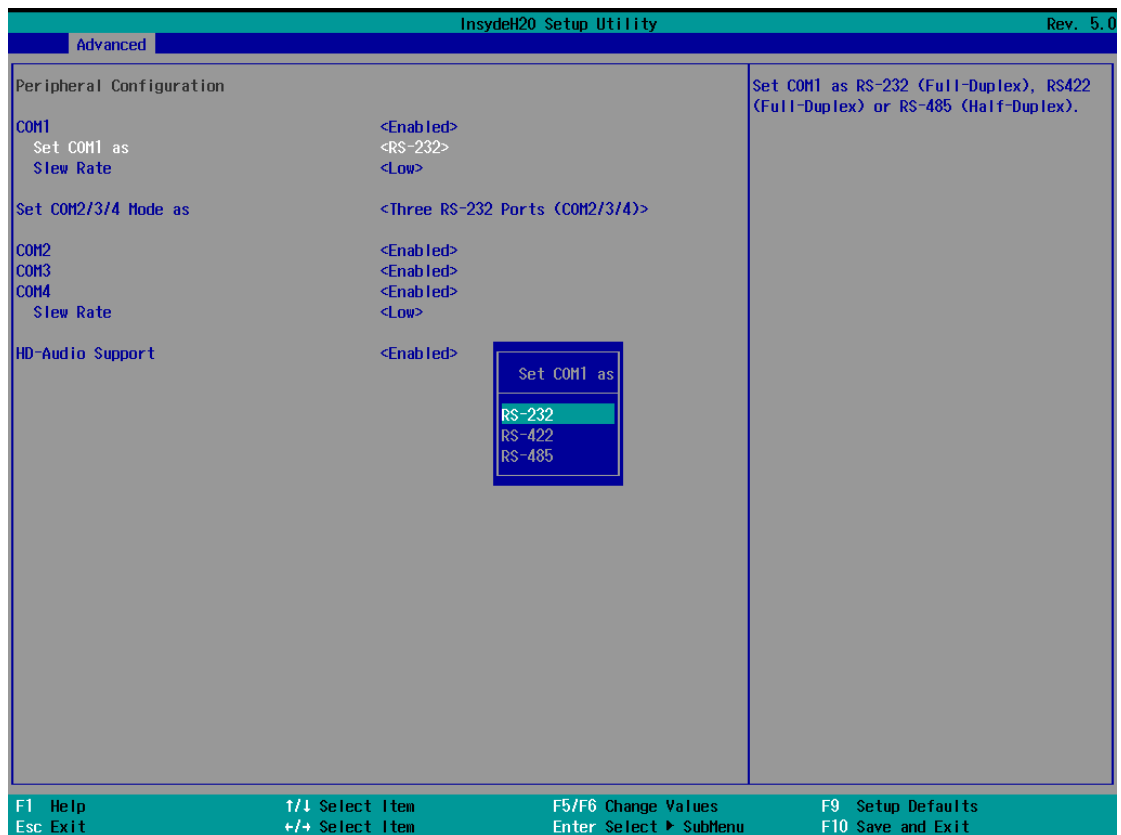 InsydeH20 Setup Utility Rev. 5.0
Advanced
Peripheral Configuration
COM1 <Enabled>
Set COM1 as <RS-232>
Slew Rate <Low>
Set COM2/3/4 Mode as <Three RS-232 Ports (COM2/3/4)>
COM2 <Enabled>
COM3 <Enabled>
COM4 <Enabled>
Slew Rate <Low>
HD-Audio Support <Enabled>
Set COM1 as
RS-232
RS-422
RS-485
Set COM1 as RS-232 (Full-Duplex), RS422
(Full-Duplex) or RS-485 (Half-Duplex).
F1 Help ↑/↓ Select Item F5/F6 Change Values F9 Setup Defaults
Esc Exit ←/→ Select Item Enter Select ▶ SubMenu F10 Save and Exit